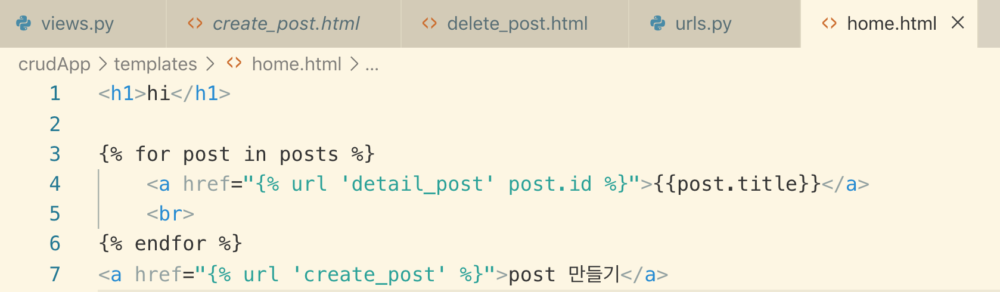 views.py create_post.html delete_post.html urls.py home.html
crudApp > templates > home.html > ...
1 <h1>hi</h1>
2
3 {% for post in posts %}
4 <a href="{% url 'detail_post' post.id %}">{{post.title}}</a>
5 <br>
6 {% endfor %}
7 <a href="{% url 'create_post' %}">post 만들기</a>